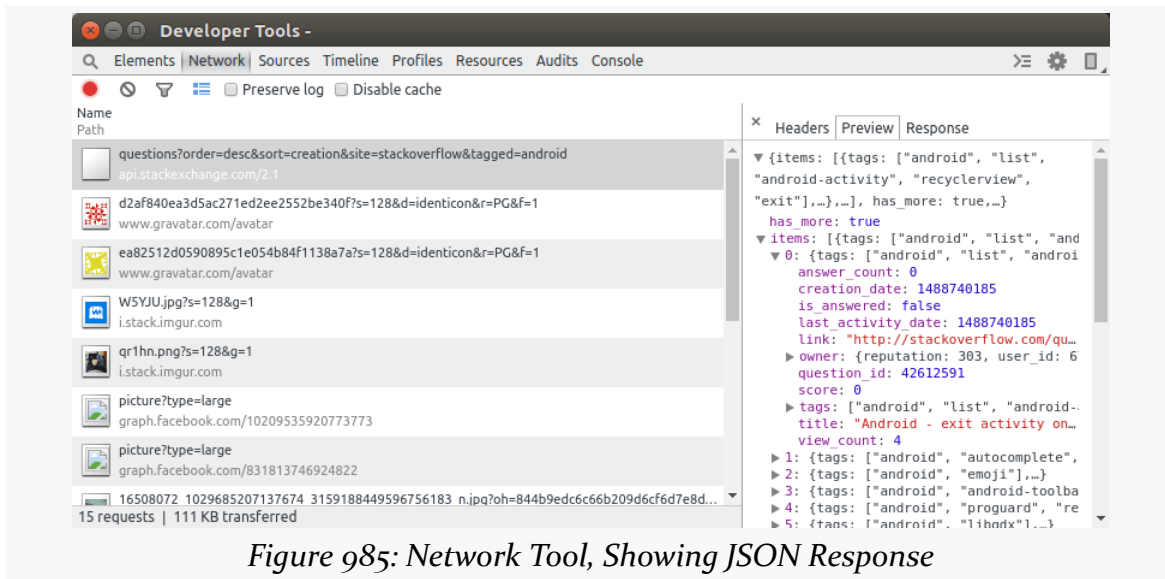 Developer Tools -
Elements Network Sources Timeline Profiles Resources Audits Console
Preserve log Disable cache
Name
Path
questions?order=desc&sort=creation&site=stackoverflow&tagged=android
api.stackexchange.com/2.1
d2af840ea3d5ac271ed2ee2552be340f?s=128&d=identicon&r=PG&f=1
www.gravatar.com/avatar
ea82512d0590895c1e054b84f1138a7a?s=128&d=identicon&r=PG&f=1
www.gravatar.com/avatar
W5YJU.jpg?s=128&g=1
i.stack.imgur.com
qr1hn.png?s=128&g=1
i.stack.imgur.com
picture?type=large
graph.facebook.com/10209535920773773
picture?type=large
graph.facebook.com/831813746924822
16508072_1029685207137674_3159188449596756183_n.jpg?oh=844b9edc6c66b209d6cf6d7e8d...
15 requests | 111 KB transferred
× Headers Preview Response
▼ {items: [{tags: ["android", "list",
"android-activity", "recyclerview",
"exit"],…},…], has_more: true,…}
has_more: true
▼ items: [{tags: ["android", "list", "and
▼ 0: {tags: ["android", "list", "androi
answer_count: 0
creation_date: 1488740185
is_answered: false
last_activity_date: 1488740185
link: "http://stackoverflow.com/qu…
▶ owner: {reputation: 303, user_id: 6
question_id: 42612591
score: 0
▶ tags: ["android", "list", "android-
title: "Android - exit activity on…
view_count: 4
▶ 1: {tags: ["android", "autocomplete",
▶ 2: {tags: ["android", "emoji"],…}
▶ 3: {tags: ["android", "android-toolba
▶ 4: {tags: ["android", "proguard", "re
▶ 5: {tags: ["android", "libgdx"],…}
Figure 985: Network Tool, Showing JSON Response